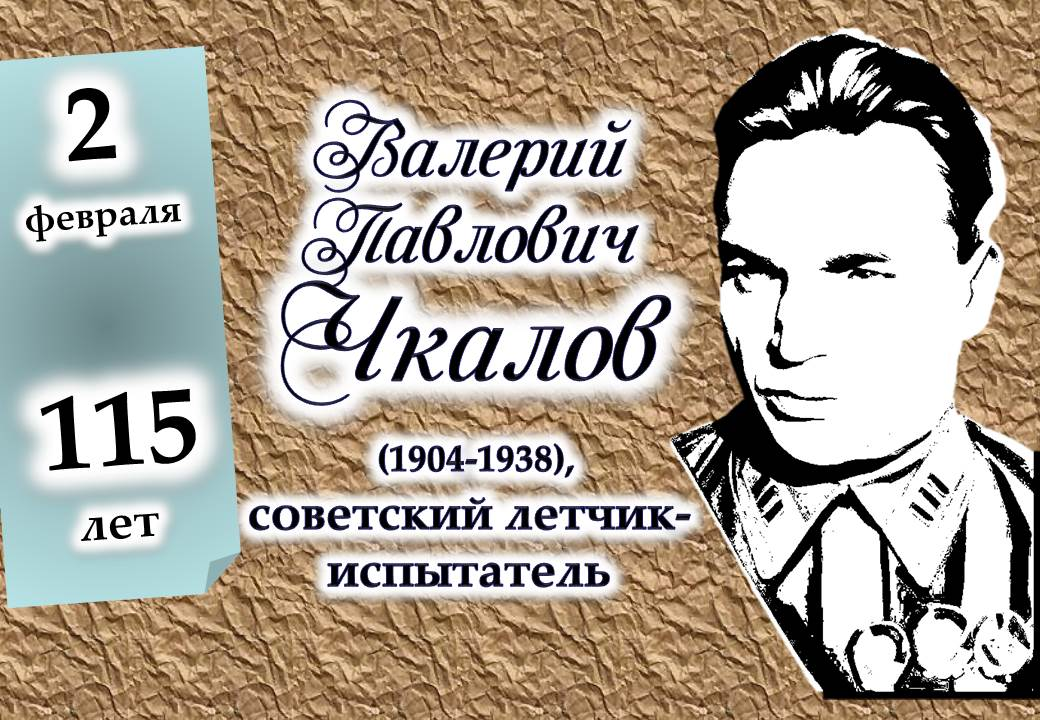 2
февраля
115
лет
Валерий
Павлович
Чкалов
(1904-1938),
советский летчик-
испытатель